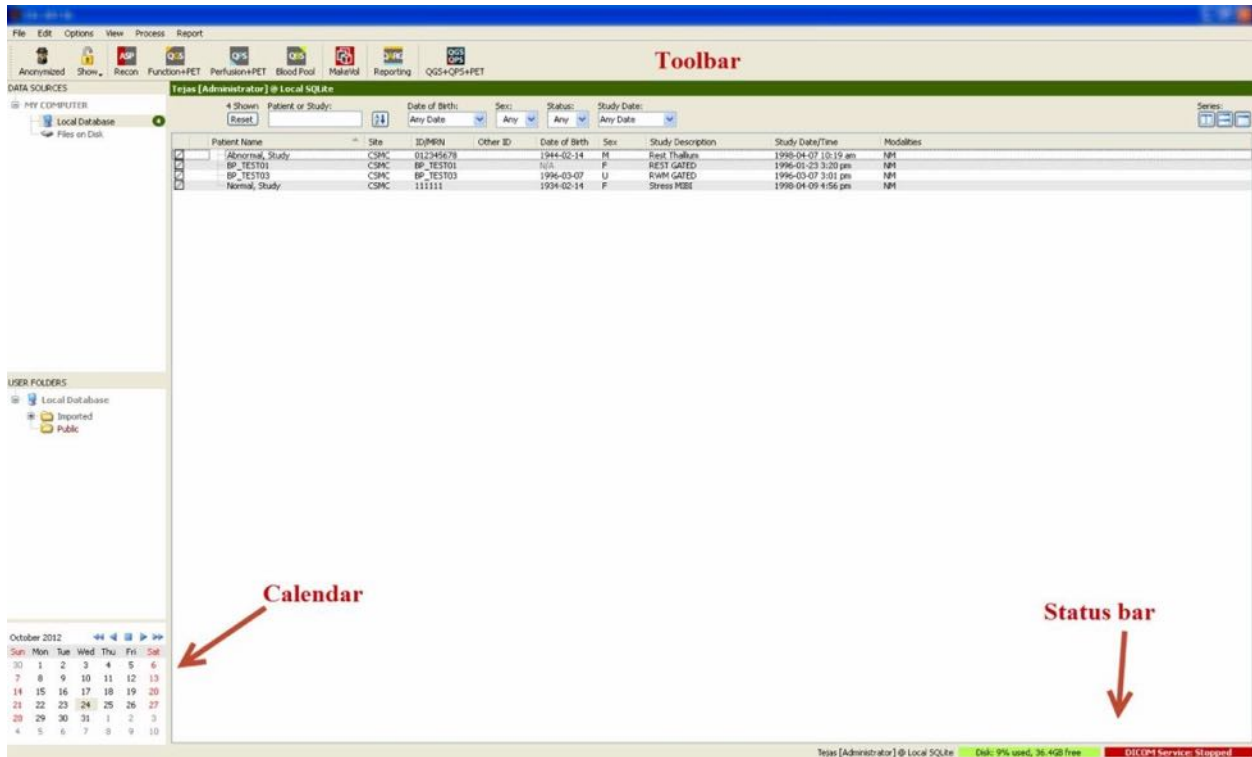 File Edit Options View Process Report
Anonymized Show Recon Function+PET Perfusion+PET Blood Pool MakeVol Reporting QGS+QPS+PET
ASP QGS QPS QBS QGS QPS
Toolbar
DATA SOURCES
MY COMPUTER
Local Database 4
Files on Disk
Tejas [Administrator] @ Local SQLite
4 Shown Patient or Study: Date of Birth: Sex: Status: Study Date: Series:
Reset Any Date Any Any Any Date
Patient Name Site ID/MRN Other ID Date of Birth Sex Study Description Study Date/Time Modalities
Abnormal, Study CSMC 012345678 1944-02-14 M Rest Thallium 1998-04-07 10:19 am NM
BP_TEST01 CSMC BP_TEST01 N/A F REST GATED 1996-01-23 3:20 pm NM
BP_TEST03 CSMC BP_TEST03 1996-03-07 U RWM GATED 1996-03-07 3:01 pm NM
Normal, Study CSMC 111111 1934-02-14 F Stress MIBI 1998-04-09 4:56 pm NM
USER FOLDERS
Local Database
Imported
Public
Calendar
Status bar
October 2012
Sun Mon Tue Wed Thu Fri Sat
30 1 2 3 4 5 6
7 8 9 10 11 12 13
14 15 16 17 18 19 20
21 22 23 24 25 26 27
28 29 30 31 1 2 3
4 5 6 7 8 9 10
Tejas [Administrator] @ Local SQLite Disk: 9% used, 36.4GB free DICOM Service: Stopped